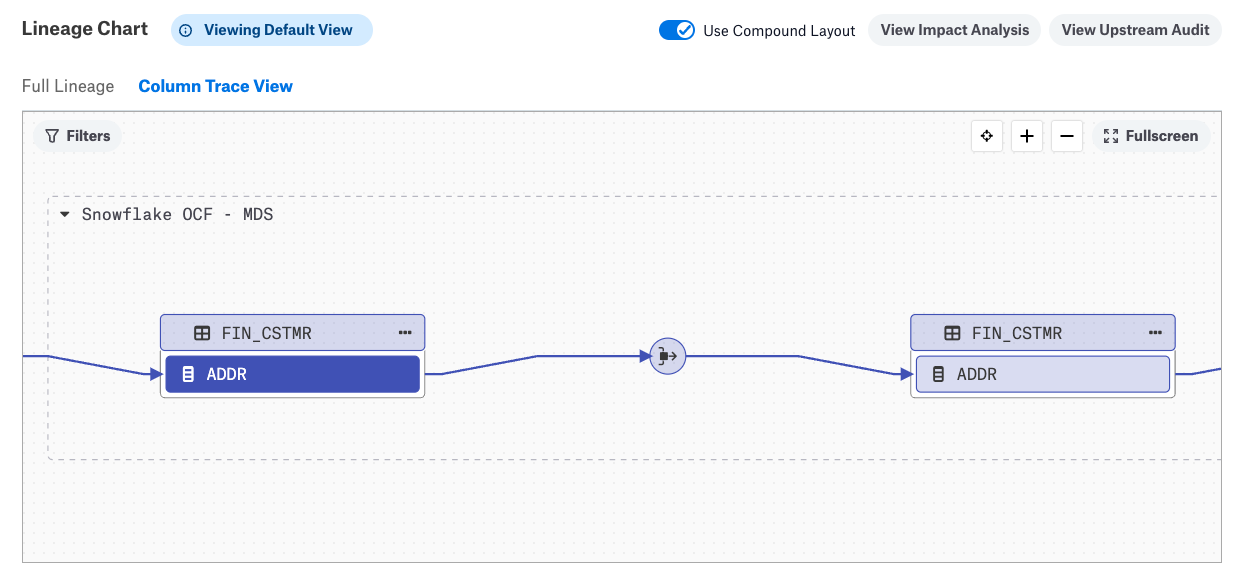 Lineage Chart
Viewing Default View
Use Compound Layout
View Impact Analysis
View Upstream Audit
Full Lineage
Column Trace View
Filters
Fullscreen
Snowflake OCF - MDS
FIN_CSTMR
ADDR
FIN_CSTMR
ADDR